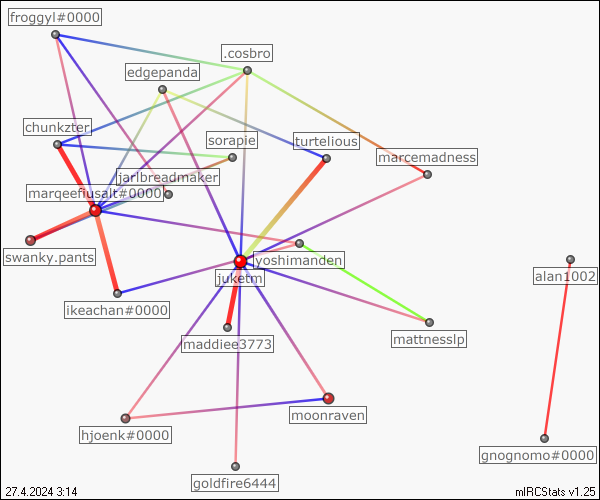 froggyl#0000
.cosbro
edgepanda
chunkzter
sorapie
turtelious
marcemadness
jarlbreadmaker
marqeeflusalt#0000
swanky.pants
yoshimanden
juketm
alan1002
ikeachan#0000
maddiee3773
mattnesslp
moonraven
hjoenk#0000
gnognomo#0000
goldfire6444
27.4.2024 3:14
mIRCStats v1.25